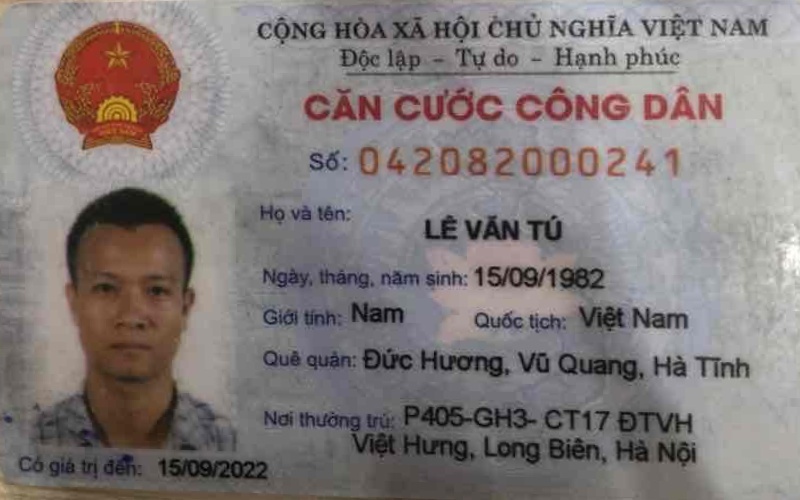 CỘNG HÒA XÃ HỘI CHỦ NGHĨA VIỆT NAM
Độc lập - Tự do - Hạnh phúc
CĂN CƯỚC CÔNG DÂN
Số: 042082000241
Họ và tên: LÊ VĂN TÚ
Ngày, tháng, năm sinh: 15/09/1982
Giới tính: Nam Quốc tịch: Việt Nam
Quê quán: Đức Hương, Vũ Quang, Hà Tĩnh
Nơi thường trú: P405-GH3- CT17 ĐTVH
Việt Hưng, Long Biên, Hà Nội
Có giá trị đến: 15/09/2022